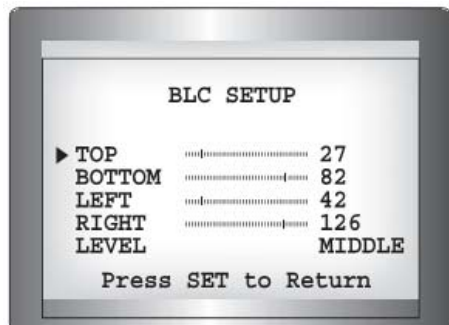 BLC SETUP
▶ TOP 27
BOTTOM 82
LEFT 42
RIGHT 126
LEVEL MIDDLE
Press SET to Return